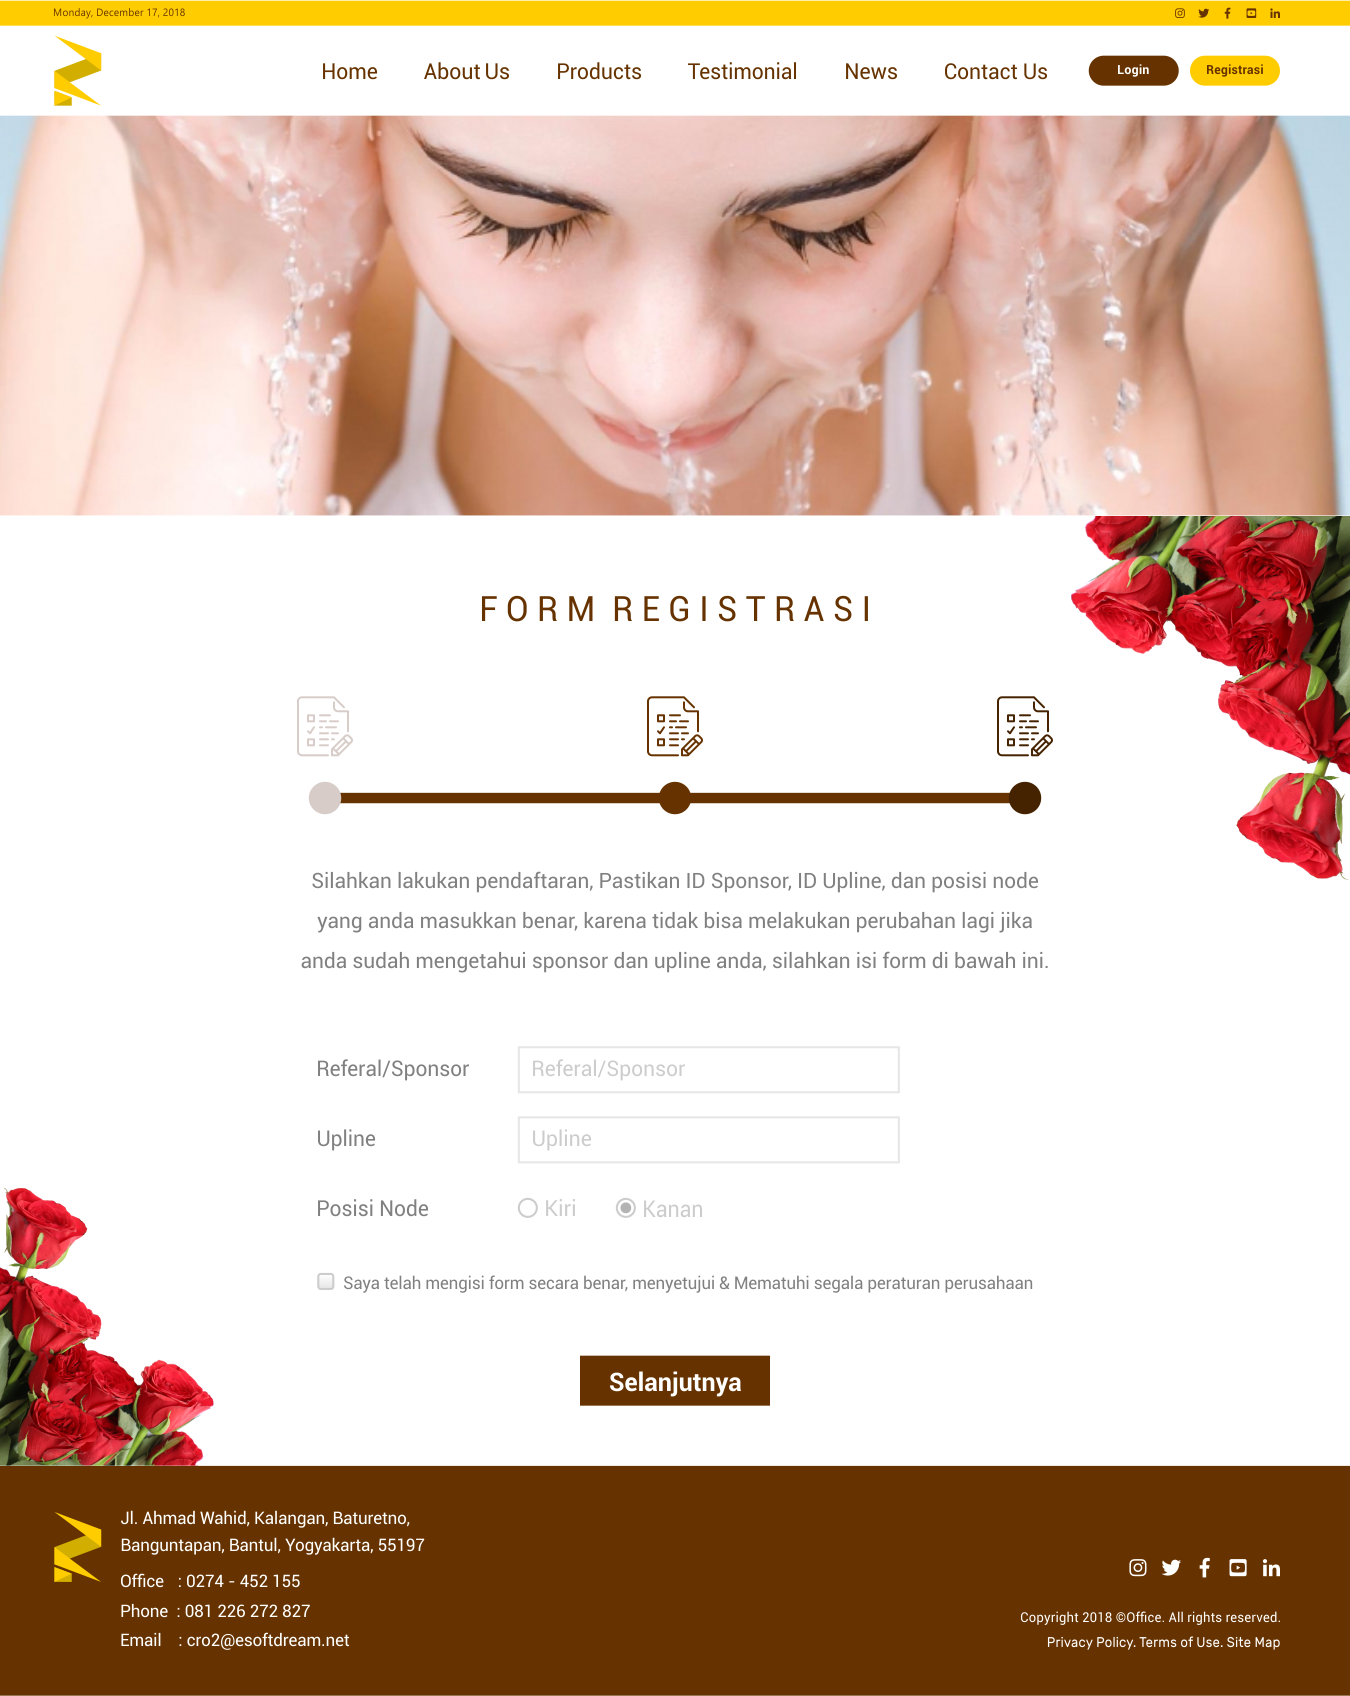 Monday, December 17, 2018
Home About Us Products Testimonial News Contact Us Login Registrasi
FORM REGISTRASI
Silahkan lakukan pendaftaran, Pastikan ID Sponsor, ID Upline, dan posisi node
yang anda masukkan benar, karena tidak bisa melakukan perubahan lagi jika
anda sudah mengetahui sponsor dan upline anda, silahkan isi form di bawah ini.
Referal/Sponsor Referal/Sponsor
Upline Upline
Posisi Node Kiri Kanan
Saya telah mengisi form secara benar, menyetujui & Mematuhi segala peraturan perusahaan
Selanjutnya
Jl. Ahmad Wahid, Kalangan, Baturetno,
Banguntapan, Bantul, Yogyakarta, 55197
Office : 0274 - 452 155
Phone : 081 226 272 827
Email : cro2@esoftdream.net
Copyright 2018 ©Office. All rights reserved.
Privacy Policy. Terms of Use. Site Map